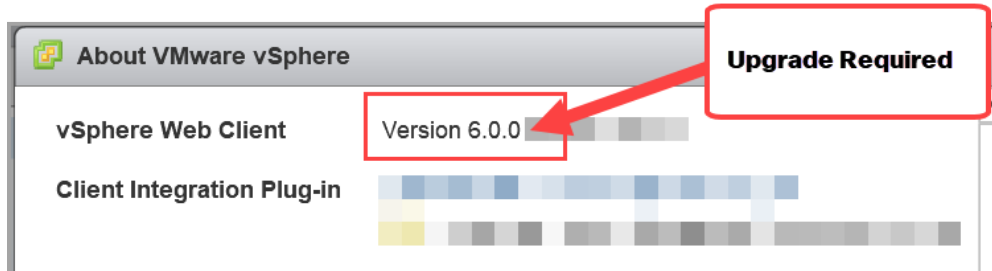 About VMware vSphere
Upgrade Required
vSphere Web Client Version 6.0.0
Client Integration Plug-in